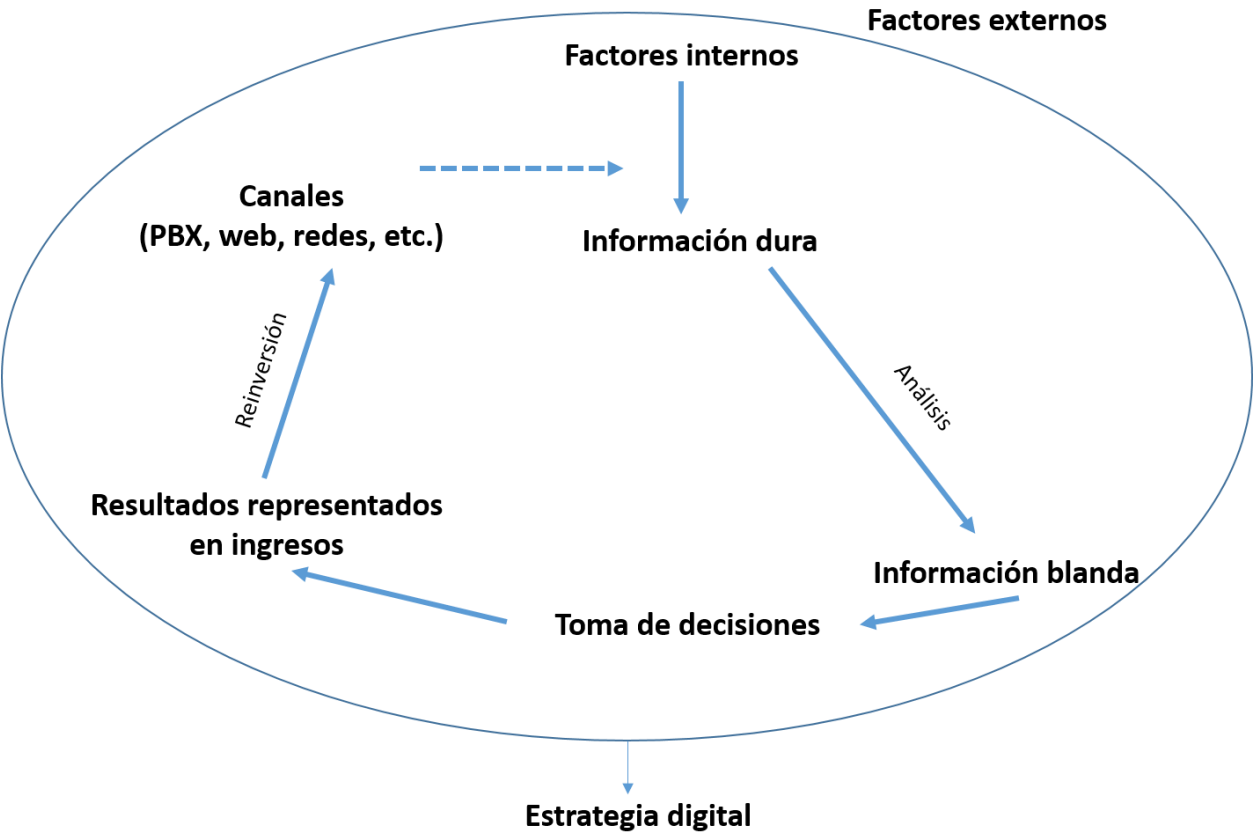 Factores externos
Factores internos
Canales
(PBX, web, redes, etc.)
Información dura
Reinversión
Análisis
Resultados representados
en ingresos
Información blanda
Toma de decisiones
Estrategia digital